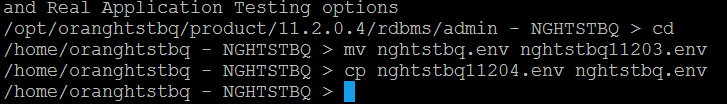 and Real Application Testing options
/opt/oranghtstbq/product/11.2.0.4/rdbms/admin - NGHTSTBQ > cd
/home/oranghtstbq - NGHTSTBQ > mv nghtstbq.env nghtstbq11203.env
/home/oranghtstbq - NGHTSTBQ > cp nghtstbq11204.env nghtstbq.env
/home/oranghtstbq - NGHTSTBQ >